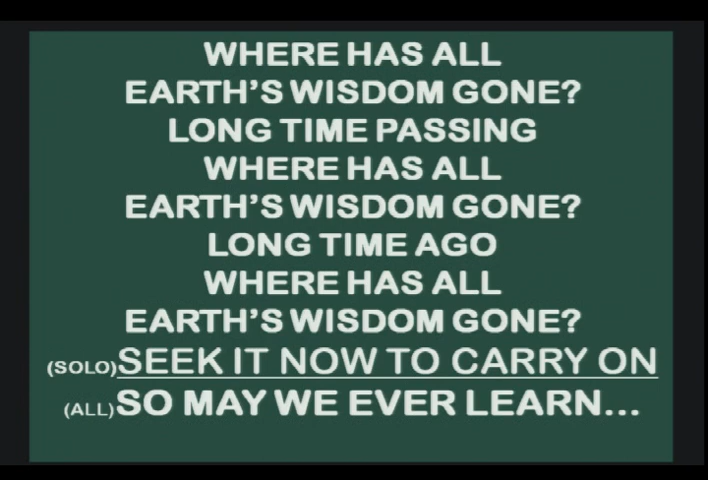 WHERE HAS ALL
EARTH'S WISDOM GONE?
LONG TIME PASSING
WHERE HAS ALL
EARTH'S WISDOM GONE?
LONG TIME AGO
WHERE HAS ALL
EARTH'S WISDOM GONE?
(SOLO)SEEK IT NOW TO CARRY ON
(ALL)SO MAY WE EVER LEARN...